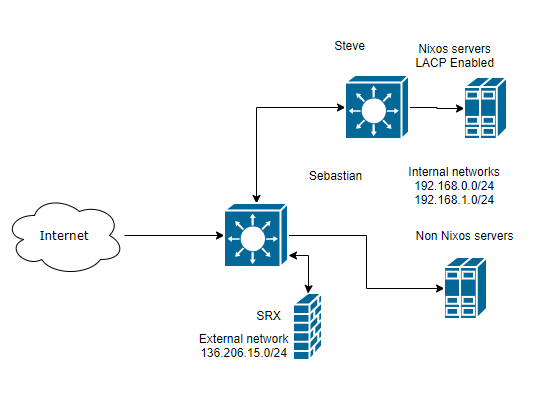 Steve
Nixos servers
LACP Enabled
Sebastian
Internal networks
192.168.0.0/24
192.168.1.0/24
Internet
Non Nixos servers
SRX
External network
136.206.15.0/24